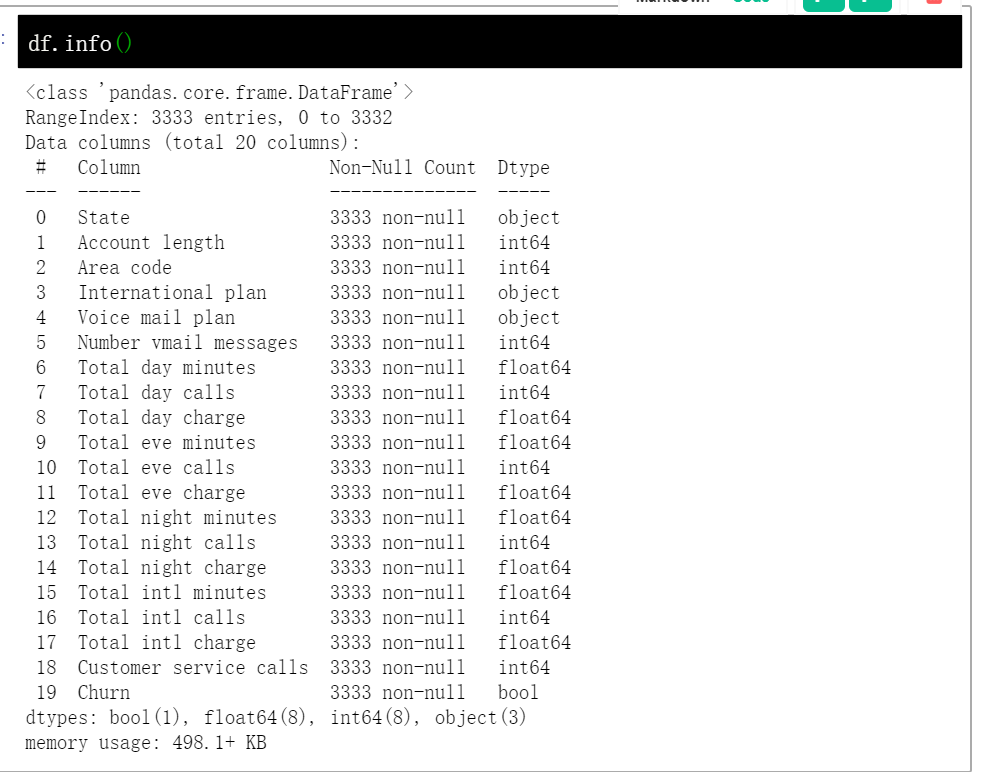 df.info()
<class 'pandas.core.frame.DataFrame'>
RangeIndex: 3333 entries, 0 to 3332
Data columns (total 20 columns):
 #   Column                  Non-Null Count  Dtype
---  ------                  --------------  -----
 0   State                   3333 non-null   object
 1   Account length          3333 non-null   int64
 2   Area code               3333 non-null   int64
 3   International plan      3333 non-null   object
 4   Voice mail plan         3333 non-null   object
 5   Number vmail messages   3333 non-null   int64
 6   Total day minutes       3333 non-null   float64
 7   Total day calls         3333 non-null   int64
 8   Total day charge        3333 non-null   float64
 9   Total eve minutes       3333 non-null   float64
 10  Total eve calls         3333 non-null   int64
 11  Total eve charge        3333 non-null   float64
 12  Total night minutes     3333 non-null   float64
 13  Total night calls       3333 non-null   int64
 14  Total night charge      3333 non-null   float64
 15  Total intl minutes      3333 non-null   float64
 16  Total intl calls        3333 non-null   int64
 17  Total intl charge       3333 non-null   float64
 18  Customer service calls  3333 non-null   int64
 19  Churn                   3333 non-null   bool
dtypes: bool(1), float64(8), int64(8), object(3)
memory usage: 498.1+ KB